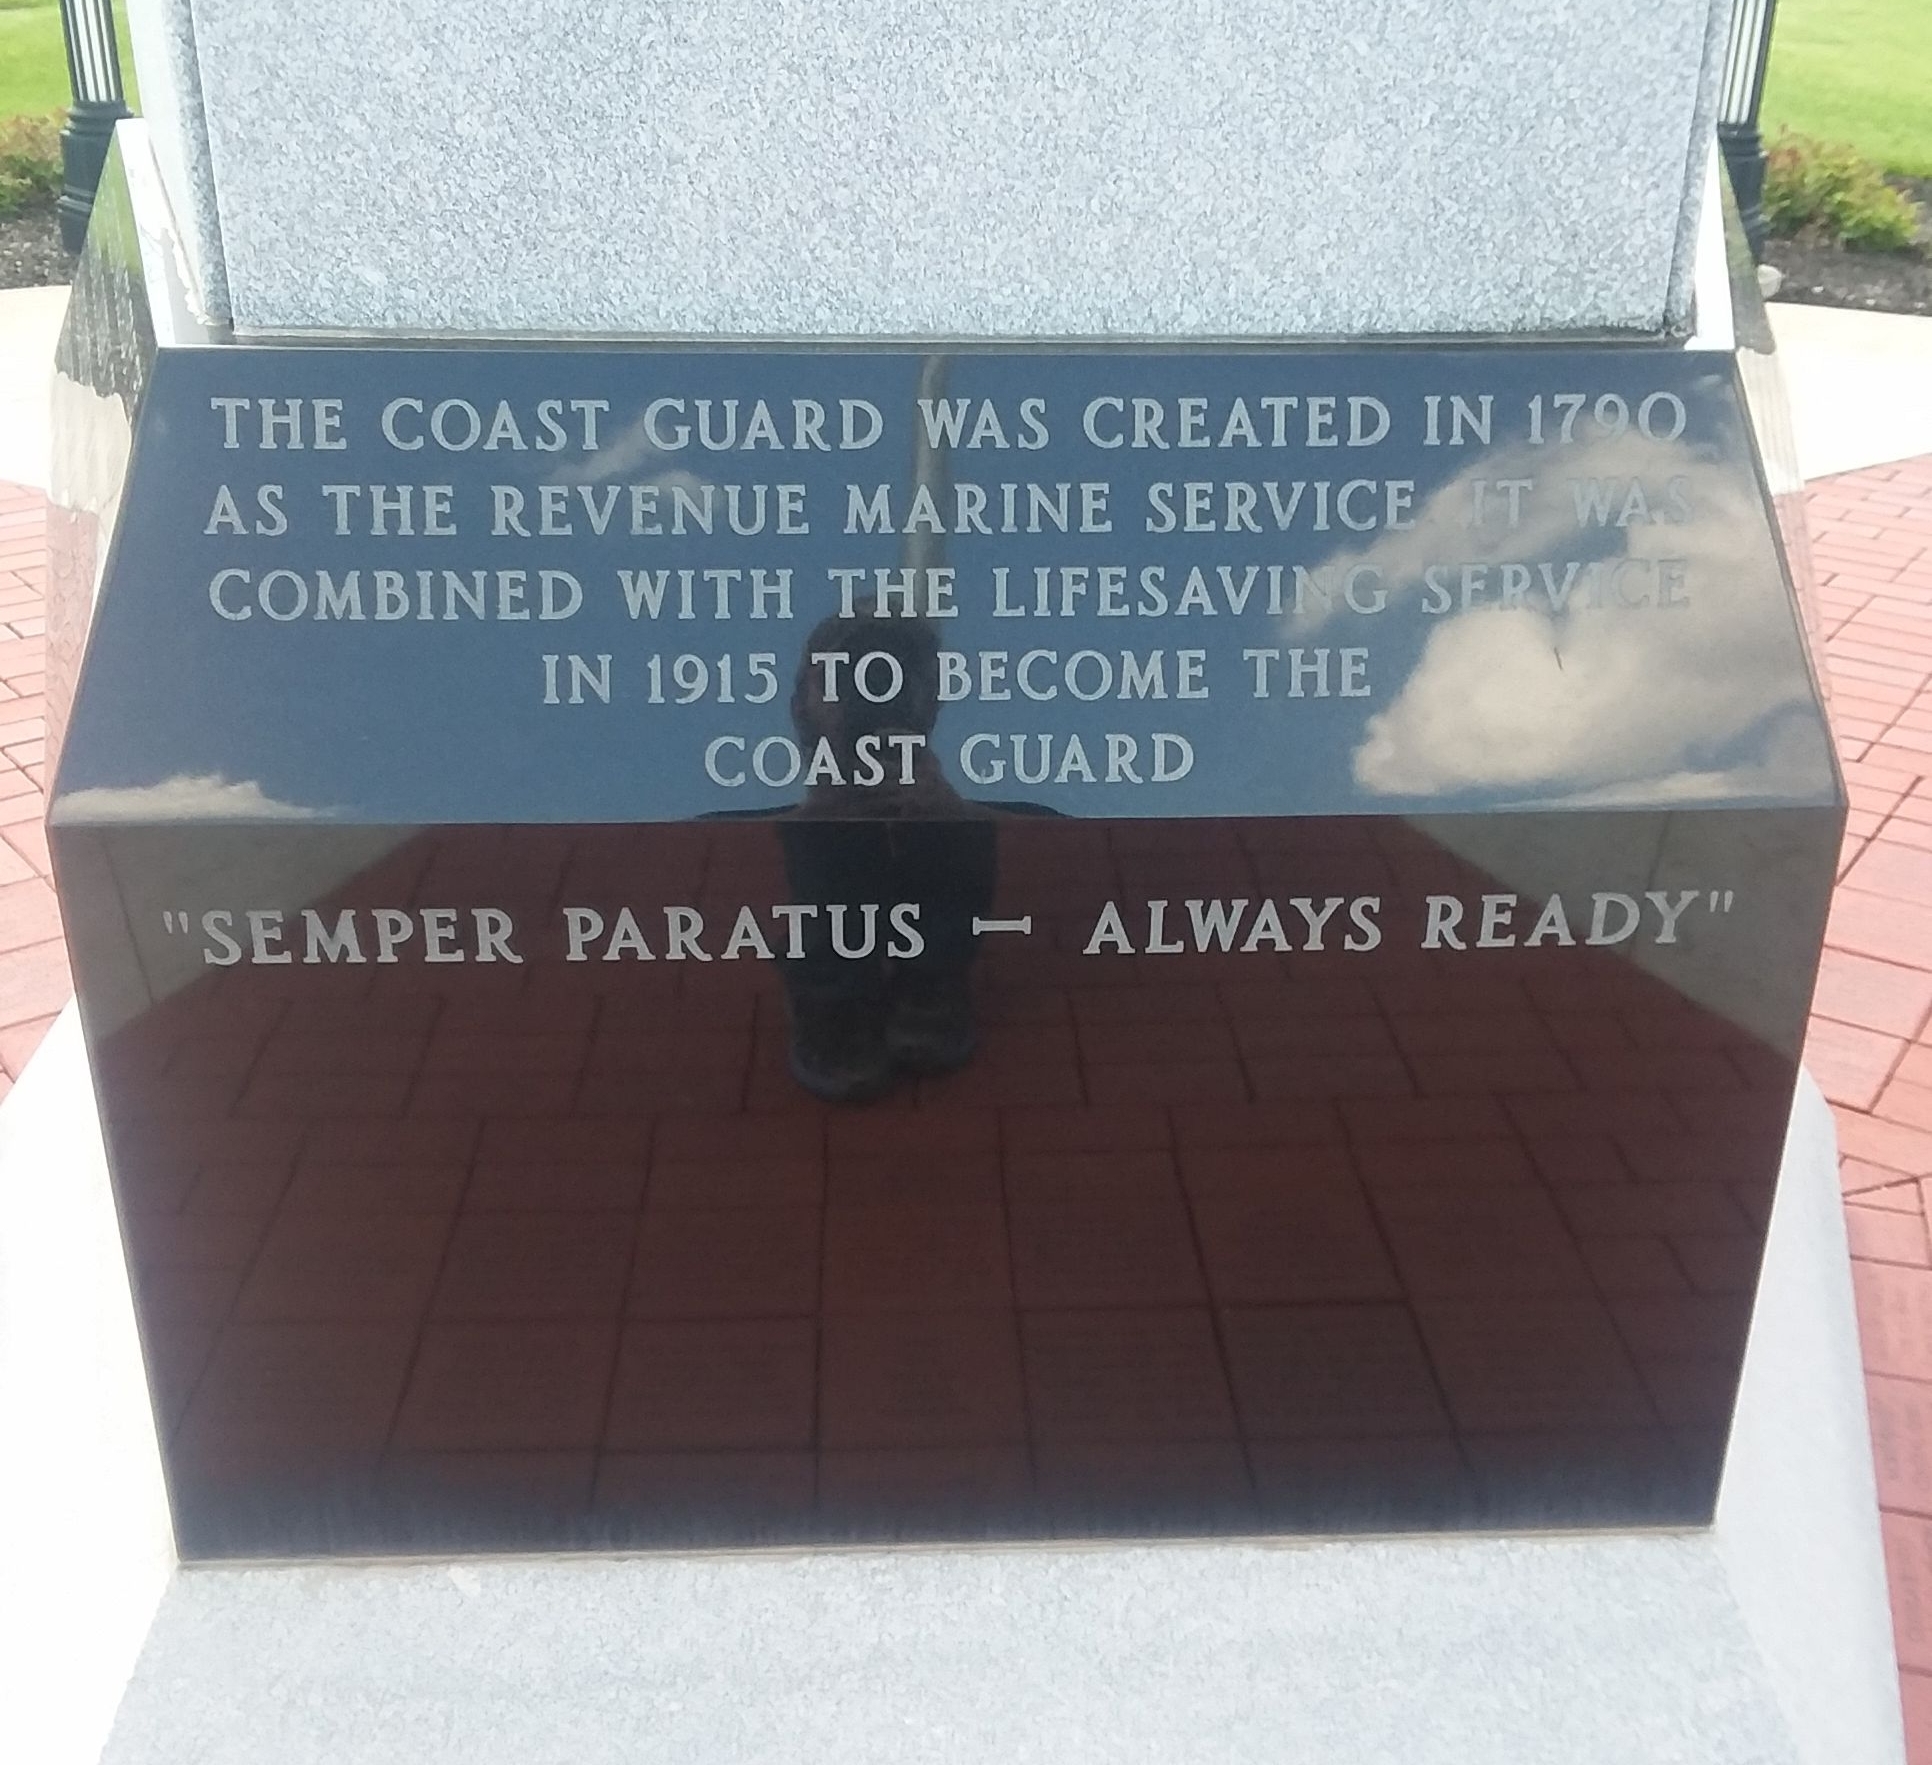 THE COAST GUARD WAS CREATED IN 1790
AS THE REVENUE MARINE SERVICE. IT WAS
COMBINED WITH THE LIFESAVING SERVICE
IN 1915 TO BECOME THE
COAST GUARD
"SEMPER PARATUS – ALWAYS READY"